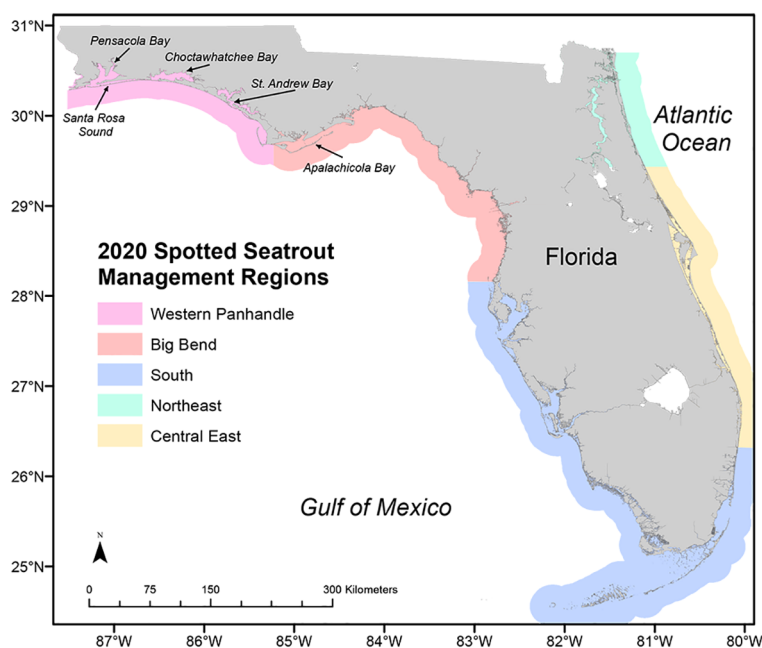 31°N
30°N
29°N
28°N
27°N
26°N
25°N
Pensacola Bay
Choctawhatchee Bay
St. Andrew Bay
Santa Rosa
Sound
Apalachicola Bay
Atlantic
Ocean
Florida
2020 Spotted Seatrout
Management Regions
Western Panhandle
Big Bend
South
Northeast
Central East
Gulf of Mexico
N
0 75 150 300 Kilometers
87°W 86°W 85°W 84°W 83°W 82°W 81°W 80°W